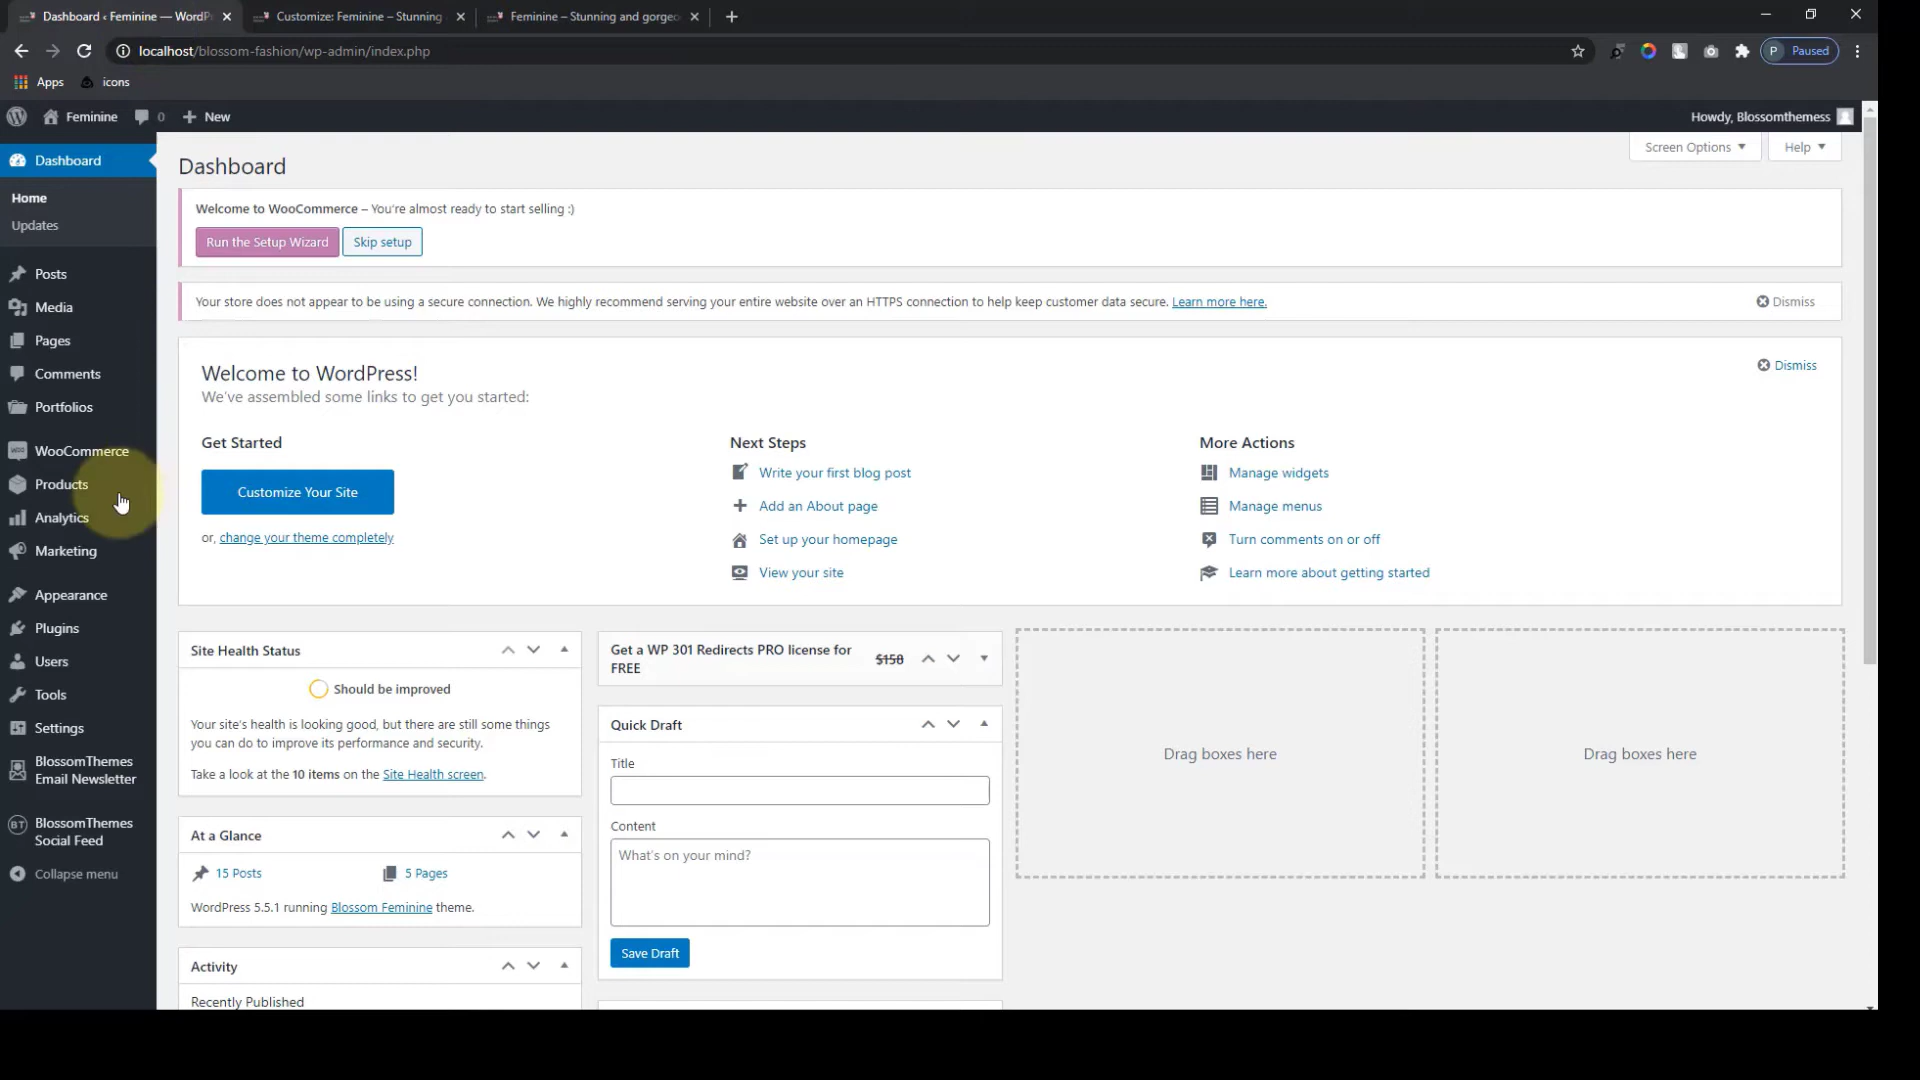 Dashboard ‹ Feminine — WordP
Customize: Feminine – Stunning
Feminine – Stunning and gorgeo
localhost/blossom-fashion/wp-admin/index.php
P Paused
Apps
icons
Feminine
0
New
Howdy, Blossomthemess
Dashboard
Home
Updates
Posts
Media
Pages
Comments
Portfolios
WooCommerce
Products
Analytics
Marketing
Appearance
Plugins
Users
Tools
Settings
BlossomThemes
Email Newsletter
BT
BlossomThemes
Social Feed
Collapse menu
Dashboard
Screen Options
Help
Welcome to WooCommerce – You're almost ready to start selling :)
Run the Setup Wizard
Skip setup
Your store does not appear to be using a secure connection. We highly recommend serving your entire website over an HTTPS connection to help keep customer data secure. Learn more here.
Dismiss
Welcome to WordPress!
We've assembled some links to get you started:
Dismiss
Get Started
Customize Your Site
or, change your theme completely
Next Steps
Write your first blog post
Add an About page
Set up your homepage
View your site
More Actions
Manage widgets
Manage menus
Turn comments on or off
Learn more about getting started
Site Health Status
Should be improved
Your site's health is looking good, but there are still some things
you can do to improve its performance and security.
Take a look at the 10 items on the Site Health screen.
At a Glance
15 Posts
5 Pages
WordPress 5.5.1 running Blossom Feminine theme.
Activity
Recently Published
Get a WP 301 Redirects PRO license for
FREE
$158
Quick Draft
Title
Content
What's on your mind?
Save Draft
Drag boxes here
Drag boxes here